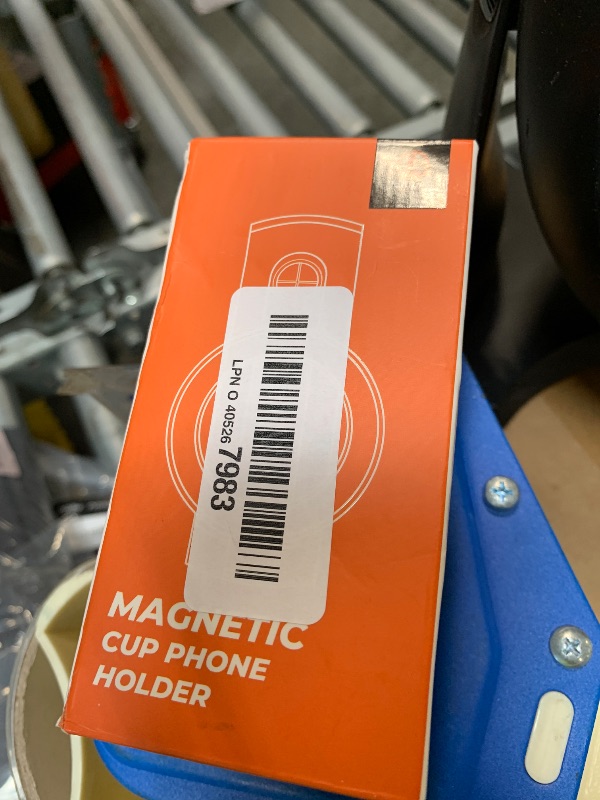 LPN O 40526 7983
MAGNETIC
CUP PHONE
HOLDER